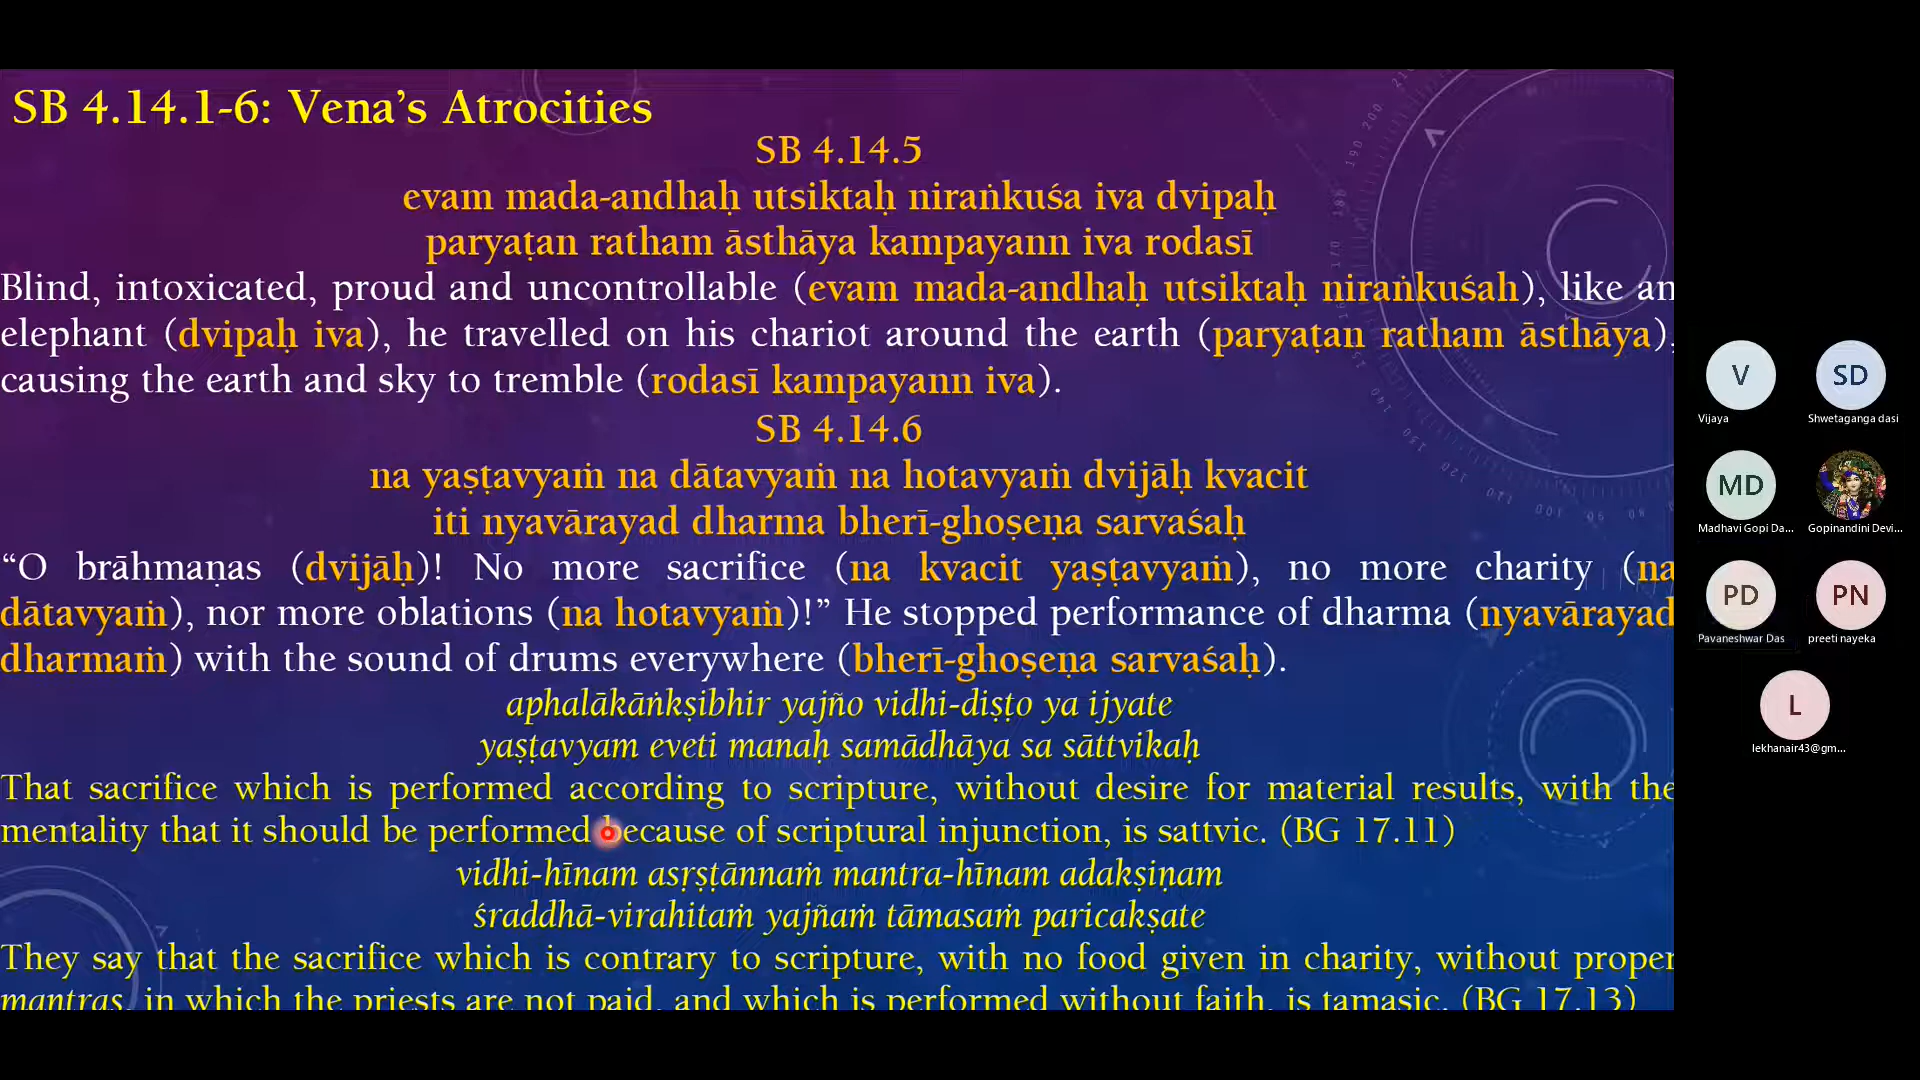 SB 4.14.1-6: Vena’s Atrocities
SB 4.14.5
evam mada-andhaḥ utsiktaḥ niraṅkuśa iva dvipaḥ
paryaṭan ratham āsthāya kampayann iva rodasī
Blind, intoxicated, proud and uncontrollable (evam mada-andhaḥ utsiktaḥ niraṅkuśah), like an
elephant (dvipaḥ iva), he travelled on his chariot around the earth (paryaṭan ratham āsthāya),
causing the earth and sky to tremble (rodasī kampayann iva).
SB 4.14.6
na yaṣṭavyaṁ na dātavyaṁ na hotavyaṁ dvijāḥ kvacit
iti nyavārayad dharma bherī-ghoṣeṇa sarvaśaḥ
“O brāhmaṇas (dvijāḥ)! No more sacrifice (na kvacit yaṣṭavyaṁ), no more charity (na
dātavyaṁ), nor more oblations (na hotavyaṁ)!” He stopped performance of dharma (nyavārayad
dharmaṁ) with the sound of drums everywhere (bherī-ghoṣeṇa sarvaśaḥ).
aphalākāṅkṣibhir yajño vidhi-diṣṭo ya ijyate
yaṣṭavyam eveti manaḥ samādhāya sa sāttvikaḥ
That sacrifice which is performed according to scripture, without desire for material results, with the
mentality that it should be performed because of scriptural injunction, is sattvic. (BG 17.11)
vidhi-hīnam asṛṣṭānnaṁ mantra-hīnam adakṣiṇam
śraddhā-virahitaṁ yajñaṁ tāmasaṁ paricakṣate
They say that the sacrifice which is contrary to scripture, with no food given in charity, without proper
mantras, in which the priests are not paid, and which is performed without faith, is tamasic. (BG 17.13)
V
Vijaya
SD
Shwetaganga dasi
MD
Madhavi Gopi Da...
Gopinandini Devi...
PD
Pavaneshwar Das
PN
preeti nayeka
L
lekhanair43@gm...